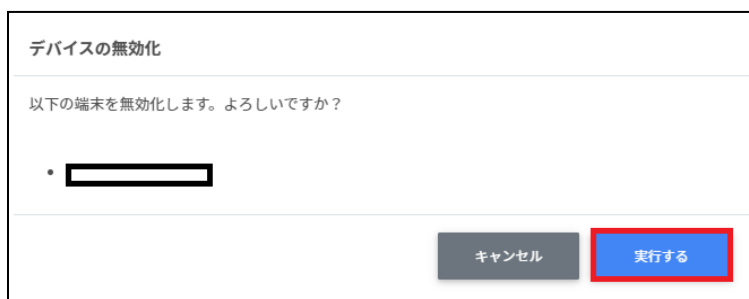 デバイスの無効化
以下の端末を無効化します。よろしいですか？
キャンセル
実行する